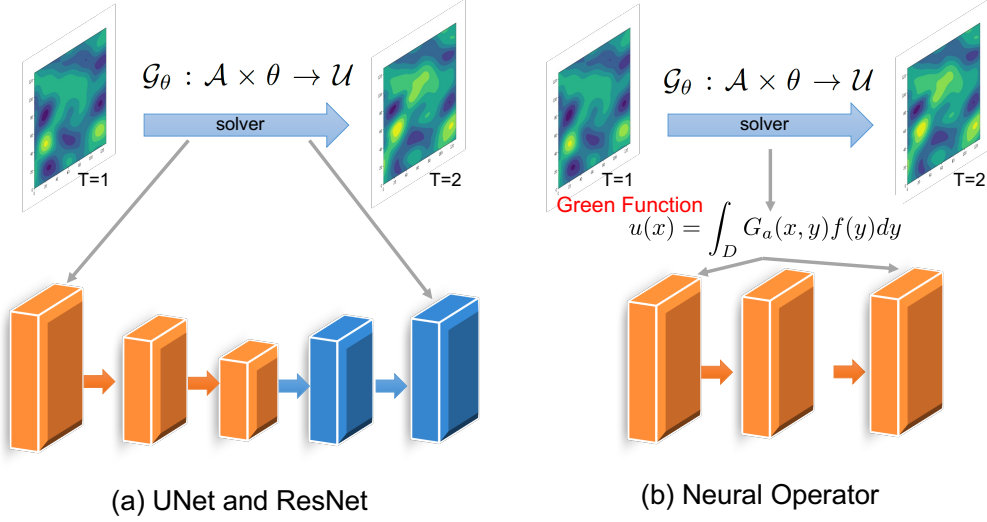 𝒢_θ : 𝒜 × θ → 𝒰
solver
T=1
T=2
(a) UNet and ResNet
𝒢_θ : 𝒜 × θ → 𝒰
solver
T=1
T=2
Green Function
u(x) = ∫_D G_a(x, y)f(y)dy
(b) Neural Operator